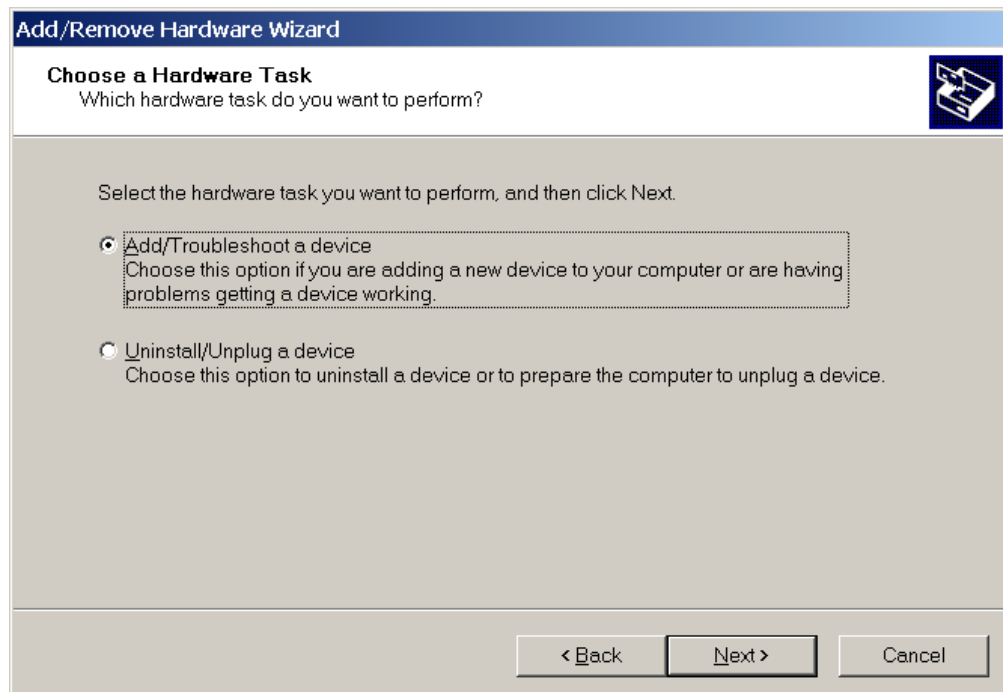 Add/Remove Hardware Wizard
Choose a Hardware Task
Which hardware task do you want to perform?
Select the hardware task you want to perform, and then click Next.
Add/Troubleshoot a device
Choose this option if you are adding a new device to your computer or are having
problems getting a device working.
Uninstall/Unplug a device
Choose this option to uninstall a device or to prepare the computer to unplug a device.
< Back Next > Cancel